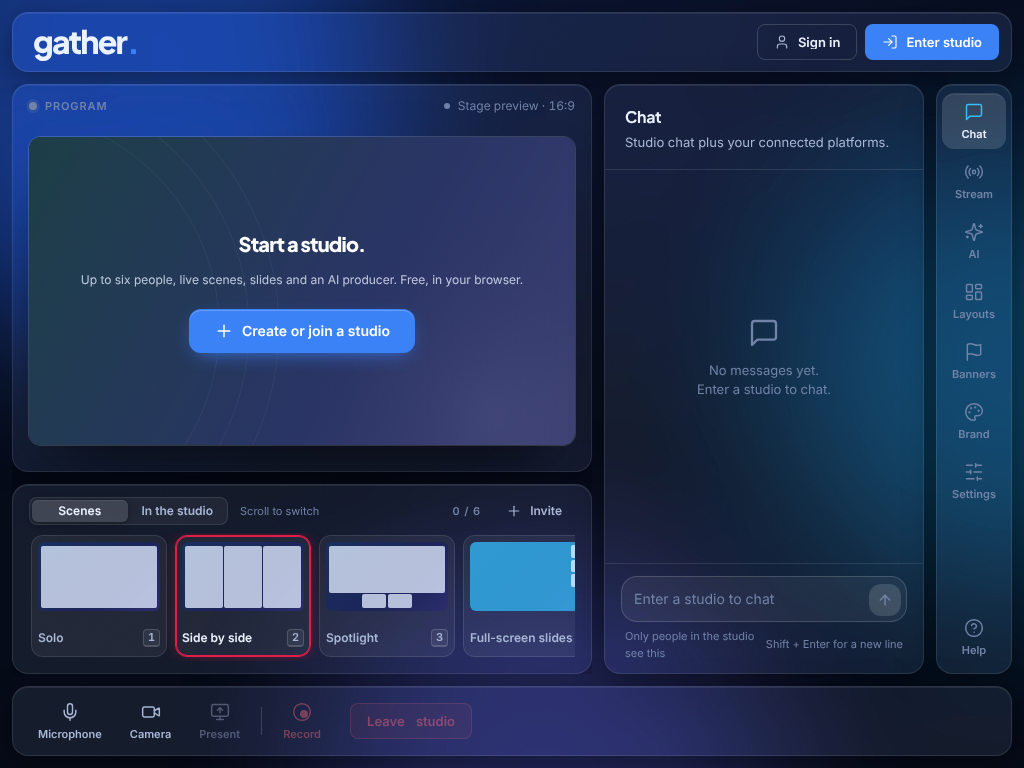 gather.
Sign in
Enter studio
PROGRAM
Stage preview · 16:9
Start a studio.
Up to six people, live scenes, slides and an AI producer. Free, in your browser.
Create or join a studio
Scenes
In the studio
Scroll to switch
0 / 6
Invite
Solo
1
Side by side
2
Spotlight
3
Full-screen slides
Chat
Studio chat plus your connected platforms.
No messages yet.
Enter a studio to chat.
Enter a studio to chat
Only people in the studio
see this
Shift + Enter for a new line
Chat
Stream
AI
Layouts
Banners
Brand
Settings
Help
Microphone
Camera
Present
Record
Leave studio